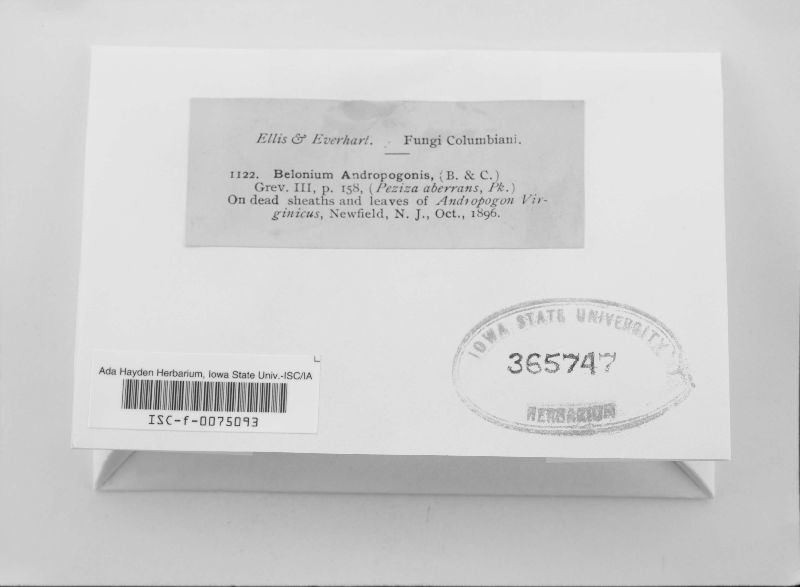 Ellis & Everhart. Fungi Columbiani.
1122. Belonium Andropogonis, (B. & C.)
Grev. III, p. 158, (Peziza aberrans, Pk.)
On dead sheaths and leaves of Andropogon Vir-
ginicus, Newfield, N. J., Oct., 1896.
IOWA STATE UNIVERSITY
365747
HERBARIUM
Ada Hayden Herbarium, Iowa State Univ.-ISC/IA
ISC-f-0075093